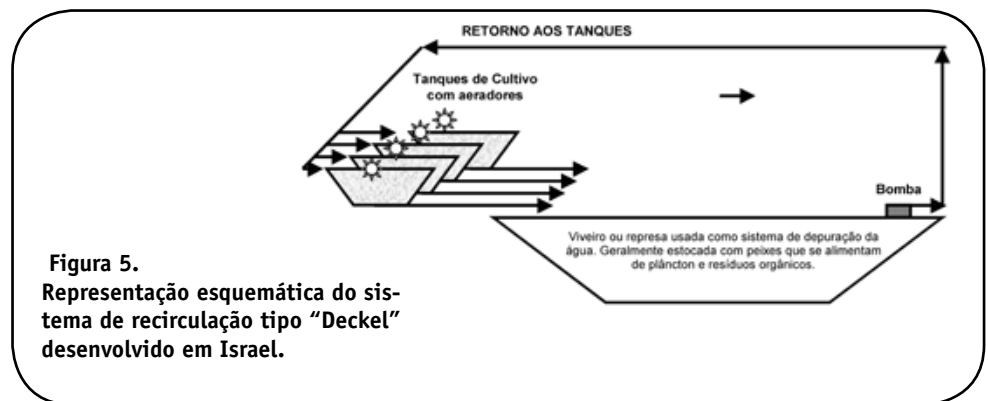 RETORNO AOS TANQUES
Tanques de Cultivo
com aeradores
Bomba
Viveiro ou represa usada como sistema de depuração da
água. Geralmente estocada com peixes que se alimentam
de plâncton e resíduos orgânicos.
Figura 5.
Representação esquemática do sis-
tema de recirculação tipo “Deckel”
desenvolvido em Israel.